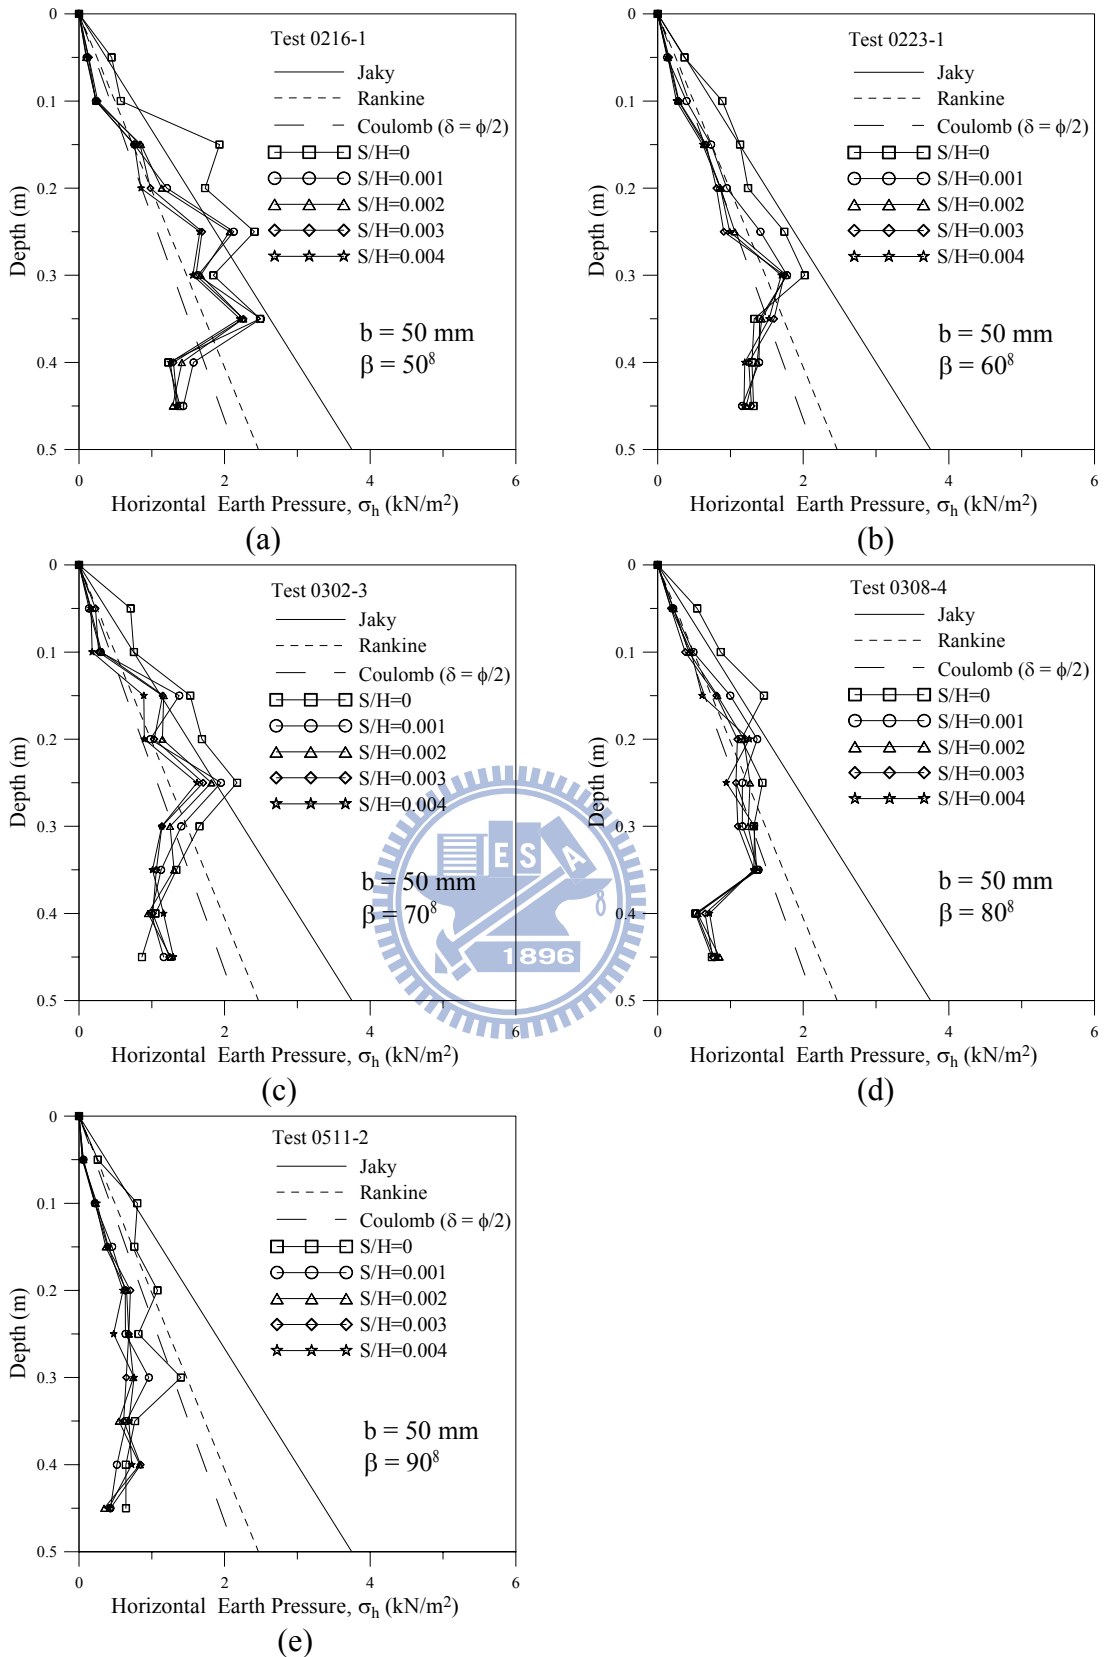 0
0.1
0.2
0.3
0.4
0.5
Depth (m)
0 2 4 6
Horizontal Earth Pressure, σh (kN/m²)
Test 0216-1
Jaky
Rankine
Coulomb (δ = ϕ/2)
S/H=0
S/H=0.001
S/H=0.002
S/H=0.003
S/H=0.004
b = 50 mm
β = 50⁸
(a)
0
0.1
0.2
0.3
0.4
0.5
Depth (m)
0 2 4 6
Horizontal Earth Pressure, σh (kN/m²)
Test 0223-1
Jaky
Rankine
Coulomb (δ = ϕ/2)
S/H=0
S/H=0.001
S/H=0.002
S/H=0.003
S/H=0.004
b = 50 mm
β = 60⁸
(b)
0
0.1
0.2
0.3
0.4
0.5
Depth (m)
0 2 4 6
Horizontal Earth Pressure, σh (kN/m²)
Test 0302-3
Jaky
Rankine
Coulomb (δ = ϕ/2)
S/H=0
S/H=0.001
S/H=0.002
S/H=0.003
S/H=0.004
b = 50 mm
β = 70⁸
(c)
E S A
1896
0
0.1
0.2
0.3
0.4
0.5
Depth (m)
0 2 4 6
Horizontal Earth Pressure, σh (kN/m²)
Test 0308-4
Jaky
Rankine
Coulomb (δ = ϕ/2)
S/H=0
S/H=0.001
S/H=0.002
S/H=0.003
S/H=0.004
b = 50 mm
β = 80⁸
(d)
0
0.1
0.2
0.3
0.4
0.5
Depth (m)
0 2 4 6
Horizontal Earth Pressure, σh (kN/m²)
Test 0511-2
Jaky
Rankine
Coulomb (δ = ϕ/2)
S/H=0
S/H=0.001
S/H=0.002
S/H=0.003
S/H=0.004
b = 50 mm
β = 90⁸
(e)